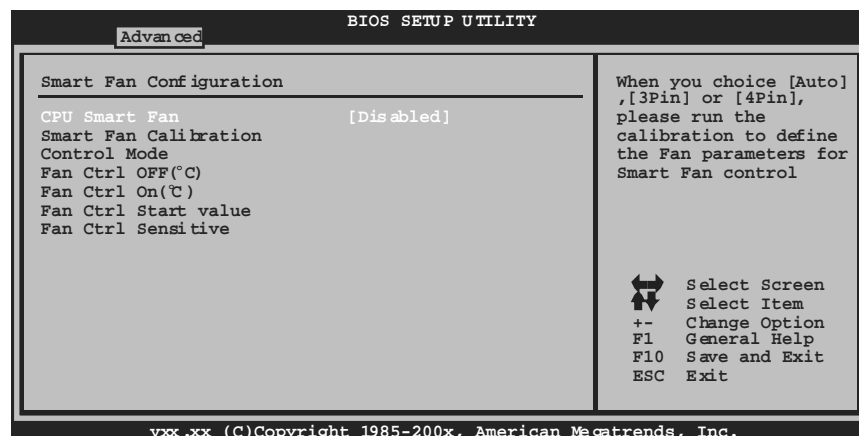 BIOS SETUP UTILITY
Advanced
Smart Fan Configuration
CPU Smart Fan [Disabled]
Smart Fan Calibration
Control Mode
Fan Ctrl OFF(°C)
Fan Ctrl On(℃)
Fan Ctrl Start value
Fan Ctrl Sensitive
When you choice [Auto]
,[3Pin] or [4Pin],
please run the
calibration to define
the Fan parameters for
Smart Fan control
Select Screen
Select Item
+- Change Option
F1 General Help
F10 Save and Exit
ESC Exit
vxx.xx (C)Copyright 1985-200x, American Megatrends, Inc.